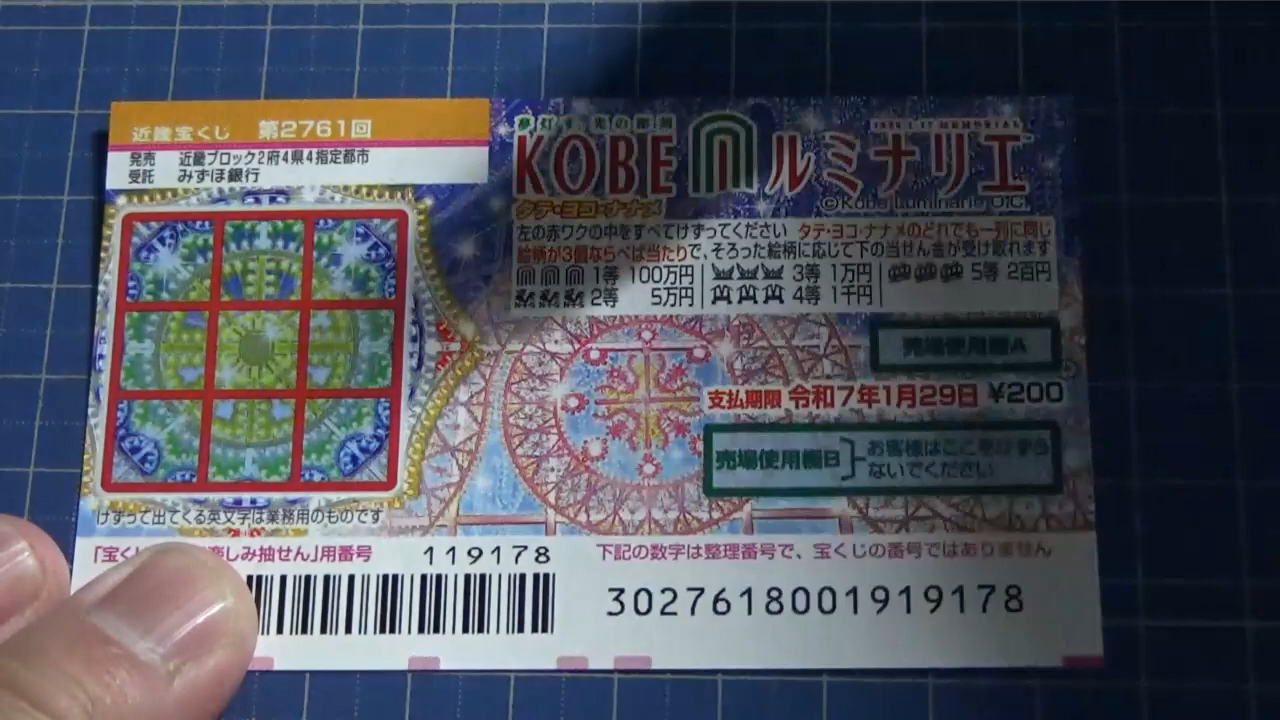 近畿宝くじ 第2761回
発売 近畿ブロック2府4県4指定都市
受託 みずほ銀行
1995.1.17 MEMORIAL
KOBE ルミナリエ
©Kobe Luminarie O.C.
タテ・ヨコ・ナナメ
左の赤ワクの中をすべてけずってください タテ・ヨコ・ナナメのどれでも一列に同じ
絵柄が3個ならべば当たりで、そろった絵柄に応じて下の当せん金が受け取れます
1等 100万円 3等 1万円 5等 2百円
2等 5万円 4等 1千円
売場使用欄A
支払期限 令和7年1月29日 ¥200
売場使用欄B お客様はここをけずら
ないでください
けずって出てくる英文字は業務用のものです
「宝く 楽しみ抽せん」用番号 119178
下記の数字は整理番号で、宝くじの番号ではありません
3027618001919178